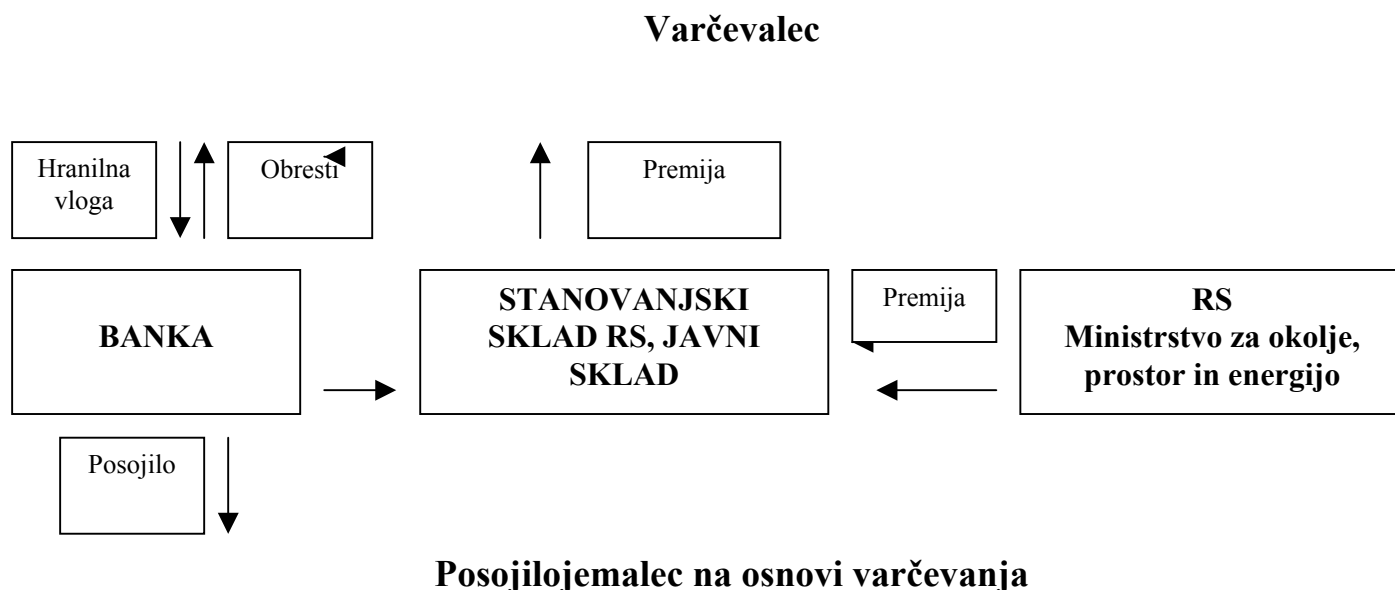 Varčevalec
Hranilna
vloga
Obresti
Premija
BANKA
STANOVANJSKI
SKLAD RS, JAVNI
SKLAD
Premija
RS
Ministrstvo za okolje,
prostor in energijo
Posojilo
Posojilojemalec na osnovi varčevanja